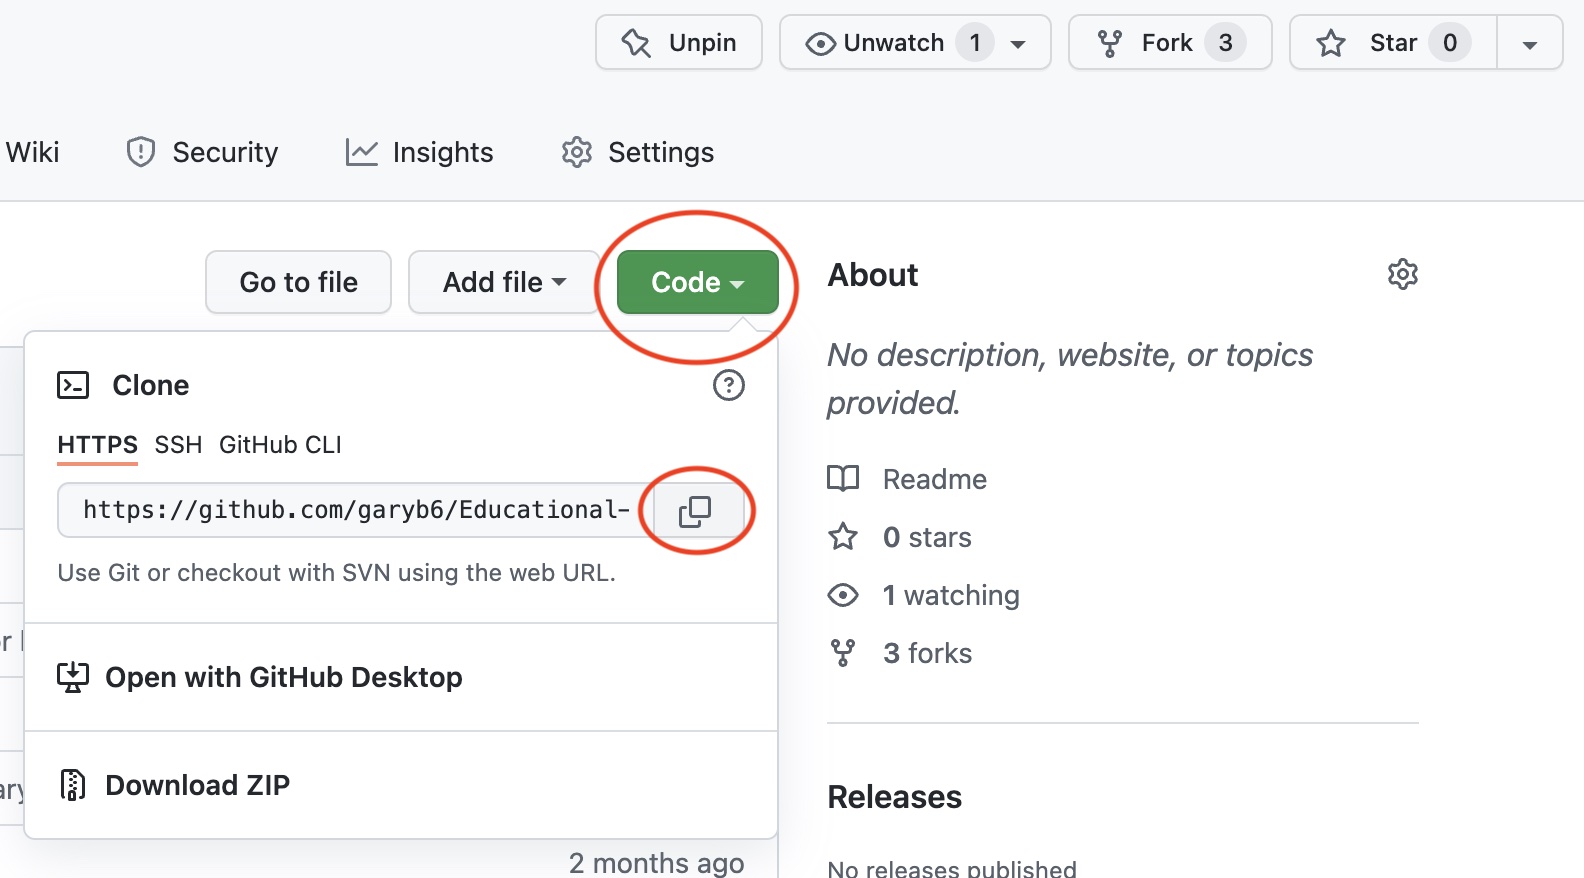 Unpin
Unwatch 1
Fork 3
Star 0
Wiki
Security
Insights
Settings
Go to file
Add file
Code
Clone
HTTPS SSH GitHub CLI
https://github.com/garyb6/Educational-
Use Git or checkout with SVN using the web URL.
Open with GitHub Desktop
Download ZIP
2 months ago
About
No description, website, or topics
provided.
Readme
0 stars
1 watching
3 forks
Releases
No releases published